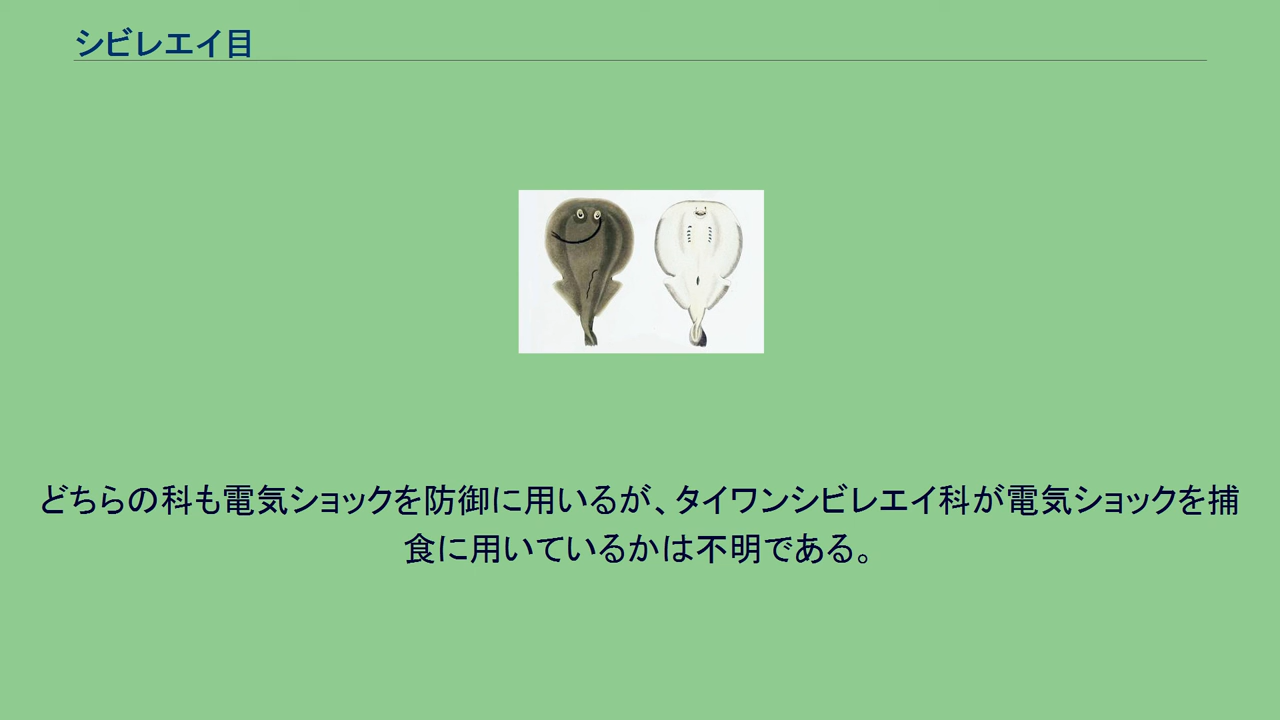 シビレエイ目
どちらの科も電気ショックを防御に用いるが、タイワンシビレエイ科が電気ショックを捕
食に用いているかは不明である。